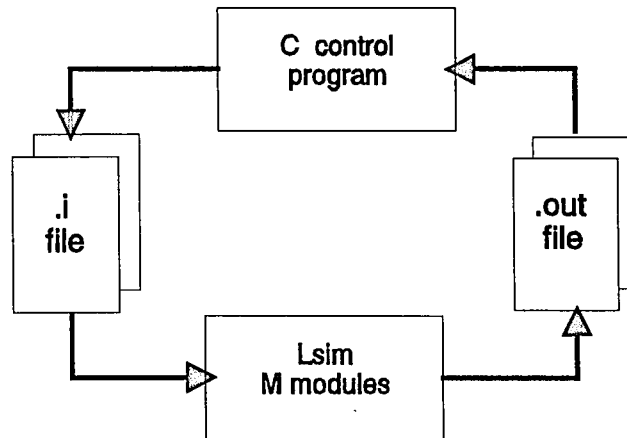 C control
program
.i
file
.out
file
Lsim
M modules